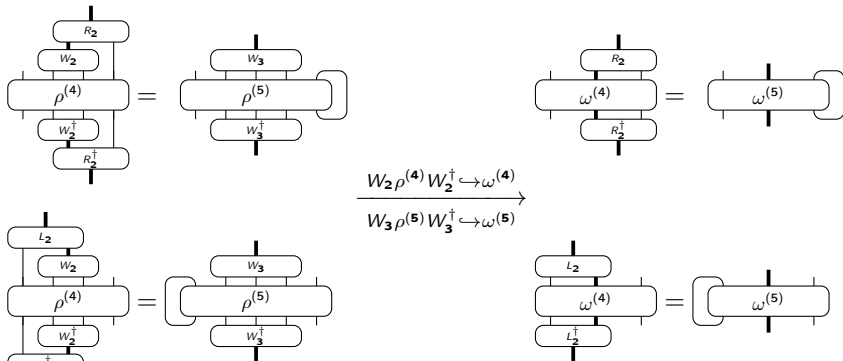 R₂ R₂
W₂ W₃
ρ⁽⁴⁾ = ρ⁽⁵⁾ ω⁽⁴⁾ = ω⁽⁵⁾
W₂† W₃† R₂†
R₂†
W₂ρ⁽⁴⁾W₂† ↪ ω⁽⁴⁾
W₃ρ⁽⁵⁾W₃† ↪ ω⁽⁵⁾
L₂
W₂ W₃ L₂
ρ⁽⁴⁾ = ρ⁽⁵⁾ ω⁽⁴⁾ = ω⁽⁵⁾
W₂† W₃† L₂†